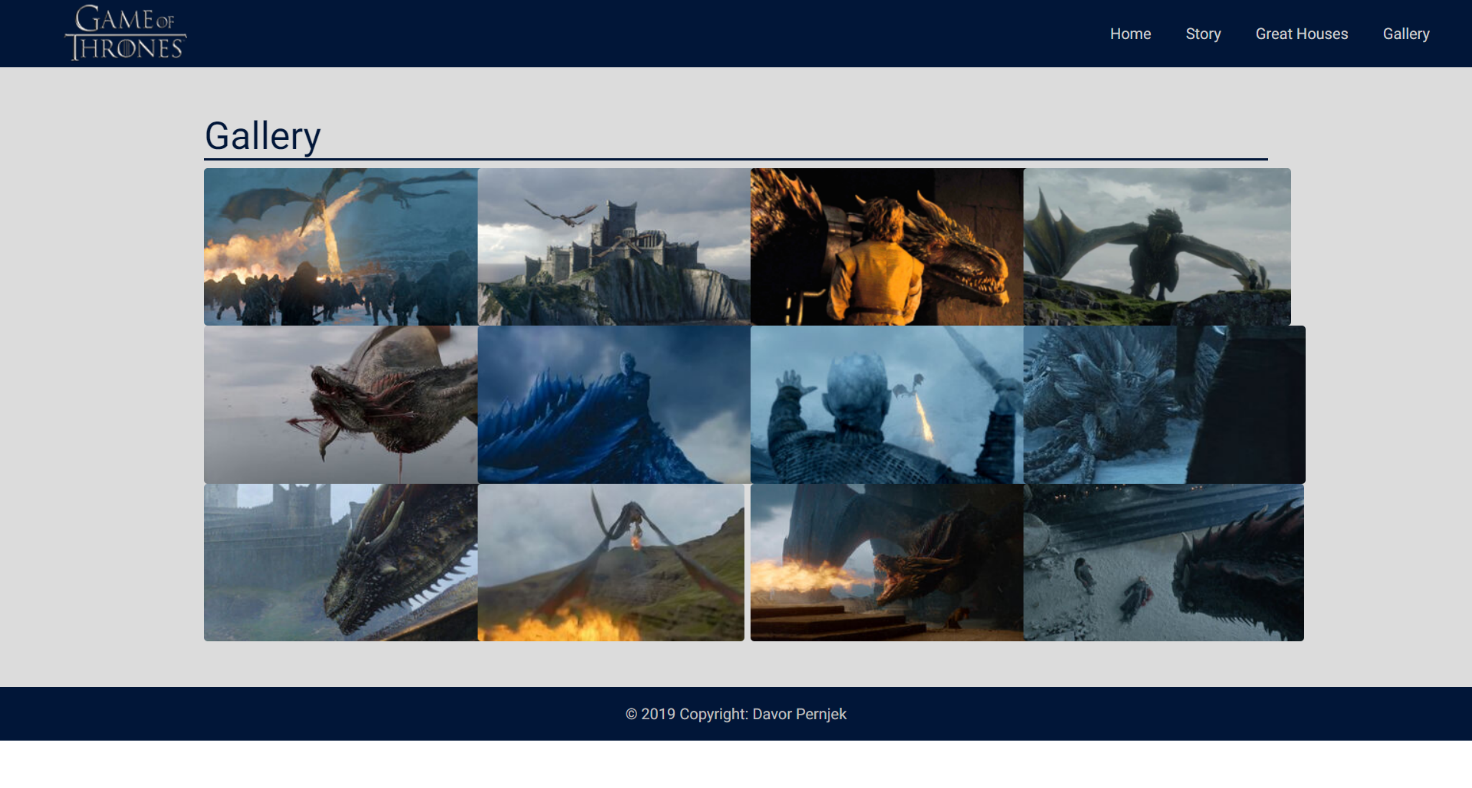 GAME OF
THRONES
Home Story Great Houses Gallery
Gallery
© 2019 Copyright: Davor Pernjek